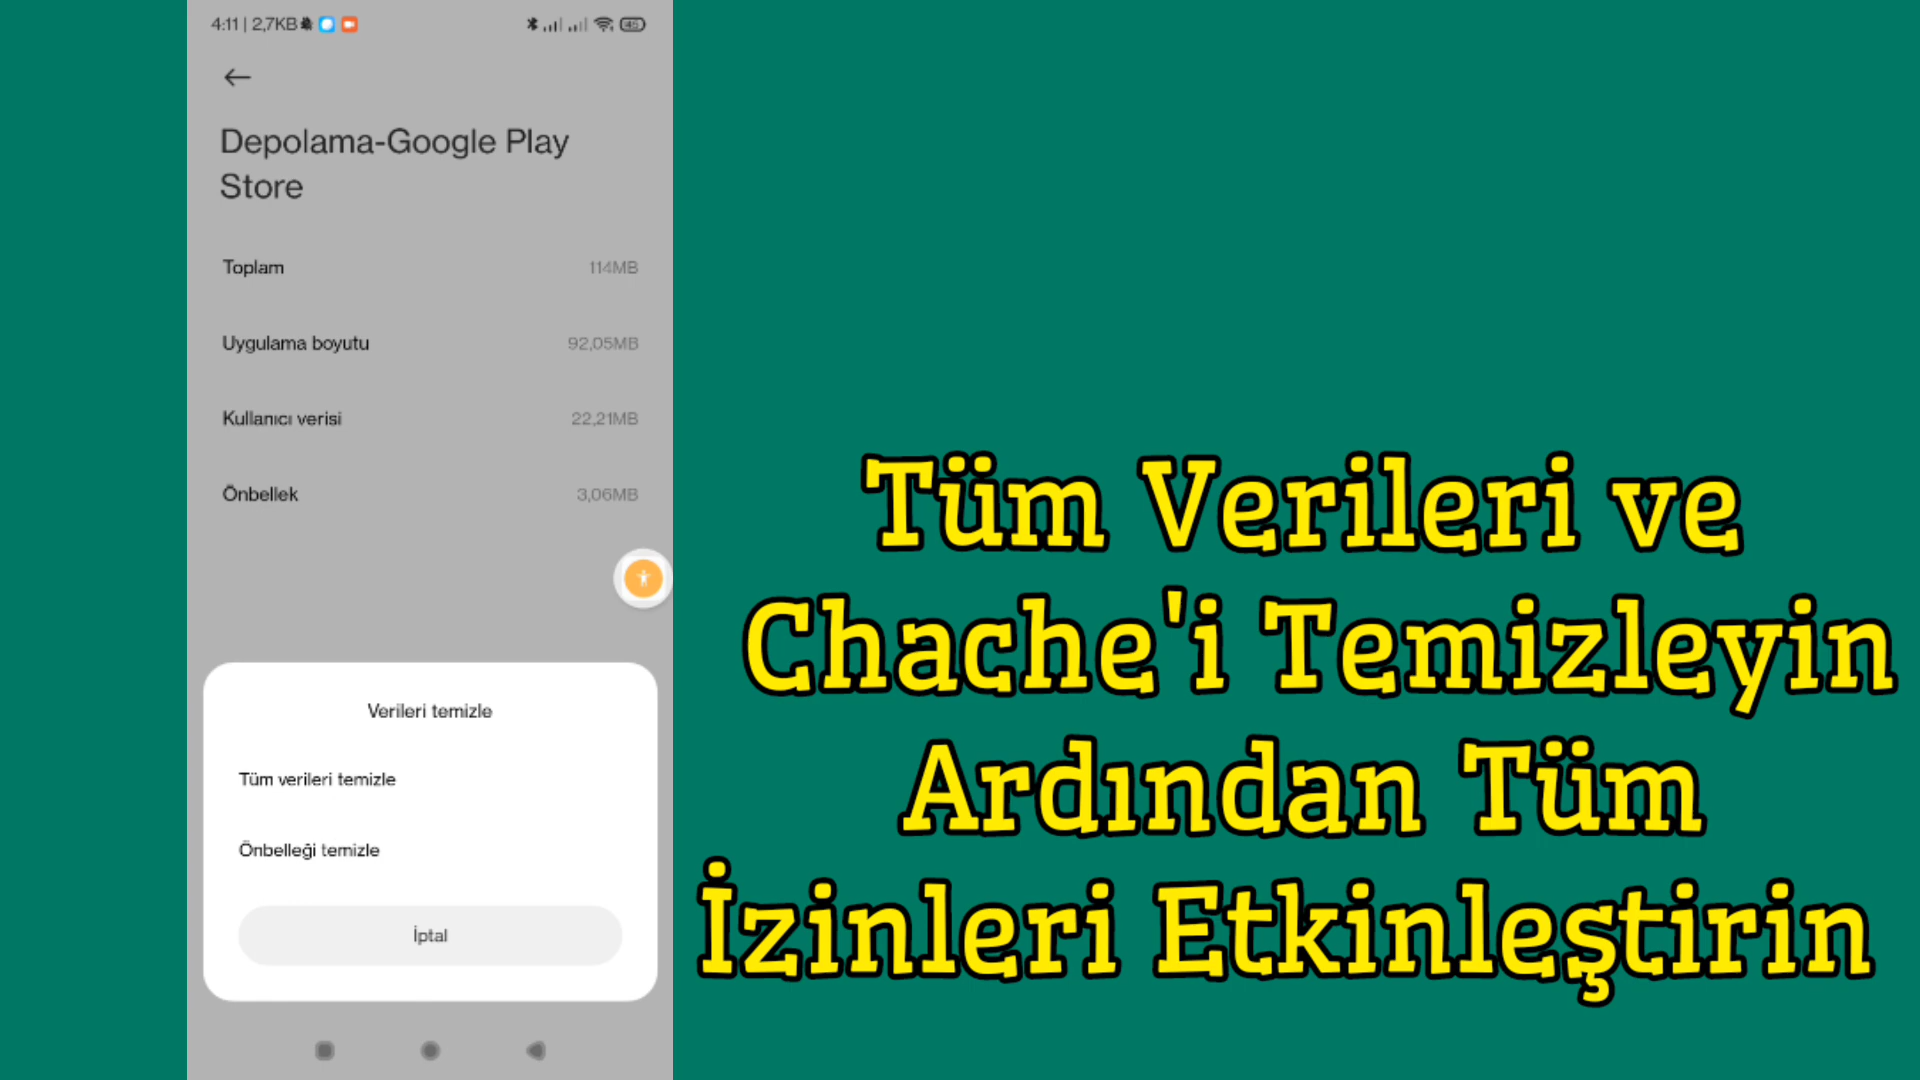 4:11 | 2,7KB
45
Depolama-Google Play
Store
Toplam 114MB
Uygulama boyutu 92,05MB
Kullanıcı verisi 22,21MB
Önbellek 3,06MB
Verileri temizle
Tüm verileri temizle
Önbelleği temizle
İptal
Tüm Verileri ve
Chache'i Temizleyin
Ardından Tüm
İzinleri Etkinleştirin